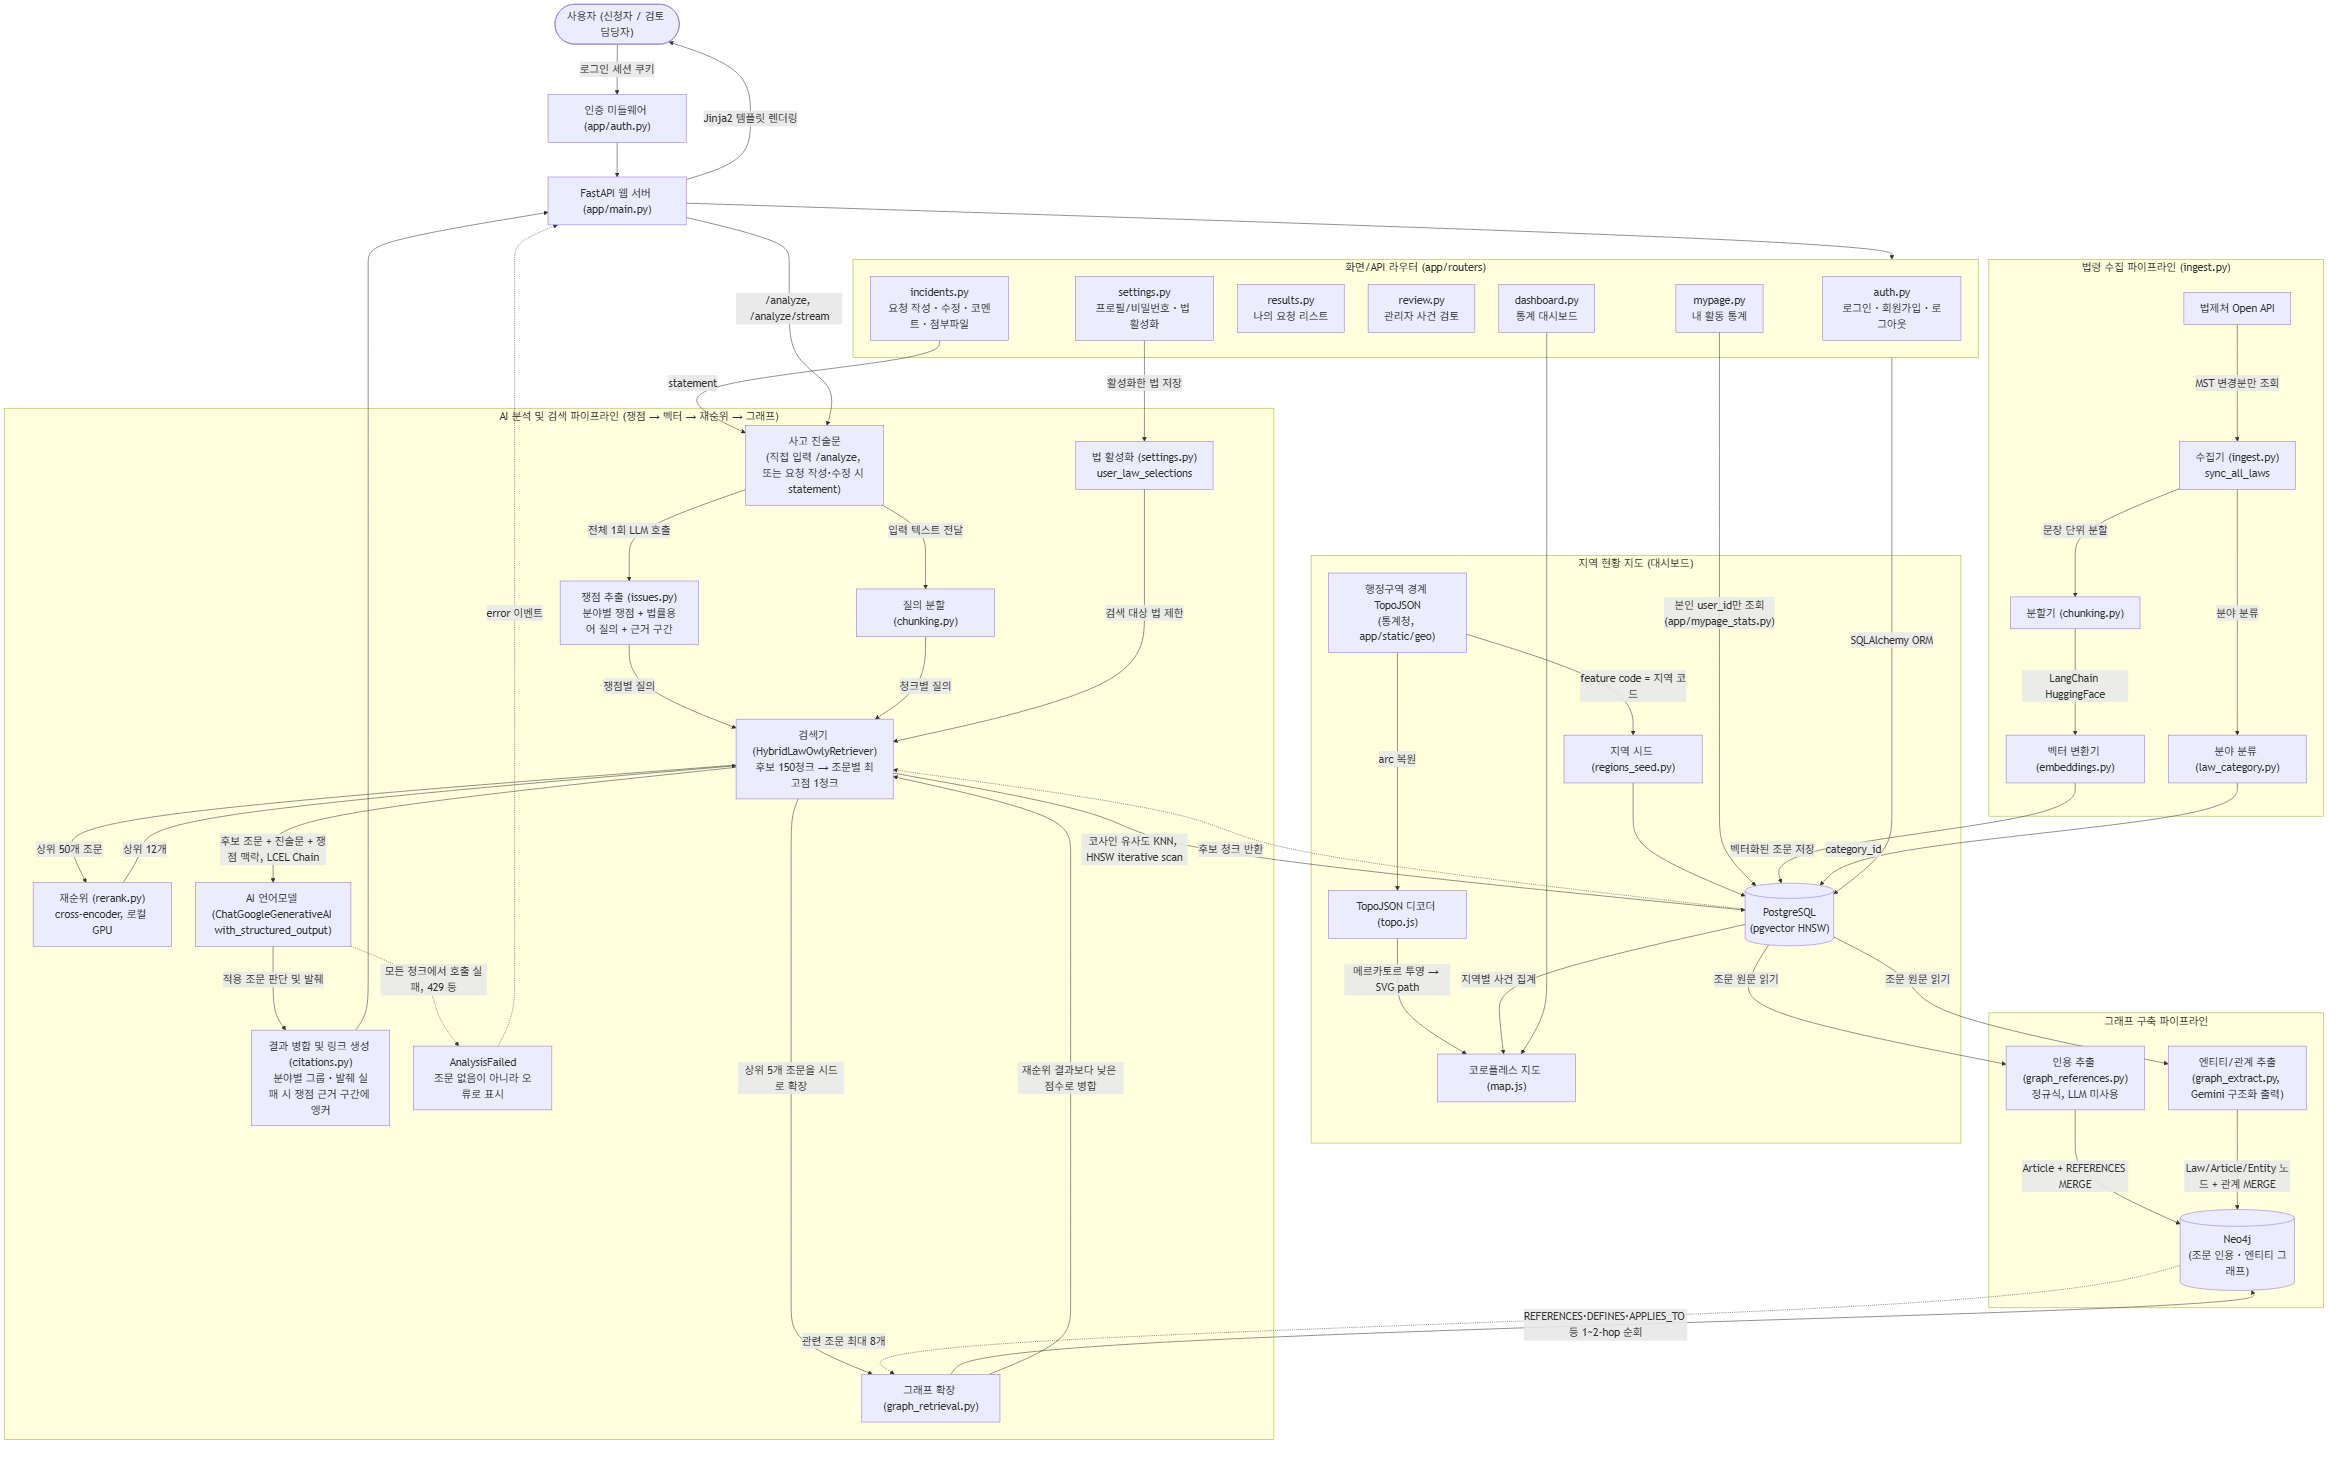 사용자 (신청자 / 검토
담당자)
로그인 세션 쿠키
인증 미들웨어
(app/auth.py)
Jinja2 템플릿 렌더링
FastAPI 웹 서버
(app/main.py)
/analyze,
/analyze/stream
화면/API 라우터 (app/routers)
incidents.py
요청 작성・수정・코멘
트・첨부파일
settings.py
프로필/비밀번호・법
활성화
results.py
나의 요청 리스트
review.py
관리자 사건 검토
dashboard.py
통계 대시보드
mypage.py
내 활동 통계
auth.py
로그인・회원가입・로
그아웃
법령 수집 파이프라인 (ingest.py)
법제처 Open API
MST 변경분만 조회
수집기 (ingest.py)
sync_all_laws
문장 단위 분할
분야 분류
분할기 (chunking.py)
LangChain
HuggingFace
벡터 변환기
(embeddings.py)
분야 분류
(law_category.py)
statement
활성화한 법 저장
AI 분석 및 검색 파이프라인 (쟁점 → 벡터 → 재순위 → 그래프)
사고 진술문
(직접 입력 /analyze,
또는 요청 작성·수정 시
statement)
법 활성화 (settings.py)
user_law_selections
전체 1회 LLM 호출
입력 텍스트 전달
쟁점 추출 (issues.py)
분야별 쟁점 + 법률용
어 질의 + 근거 구간
질의 분할
(chunking.py)
error 이벤트
검색 대상 법 제한
쟁점별 질의
청크별 질의
검색기
(HybridLawOwlyRetriever)
후보 150청크 → 조문별 최
고점 1청크
상위 50개 조문
상위 12개
후보 조문 + 진술문 + 쟁
점 맥락, LCEL Chain
코사인 유사도 KNN,
HNSW iterative scan
후보 청크 반환
재순위 (rerank.py)
cross-encoder, 로컬
GPU
AI 언어모델
(ChatGoogleGenerativeAI
with_structured_output)
적용 조문 판단 및 발췌
모든 청크에서 호출 실
패, 429 등
결과 병합 및 링크 생성
(citations.py)
분야별 그룹・발췌 실
패 시 쟁점 근거 구간에
앵커
AnalysisFailed
조문 없음이 아니라 오
류로 표시
상위 5개 조문을 시드
로 확장
재순위 결과보다 낮은
점수로 병합
관련 조문 최대 8개
그래프 확장
(graph_retrieval.py)
지역 현황 지도 (대시보드)
행정구역 경계
TopoJSON
(통계청,
app/static/geo)
본인 user_id만 조회
(app/mypage_stats.py)
SQLAlchemy ORM
feature code = 지역 코
드
arc 복원
지역 시드
(regions_seed.py)
벡터화된 조문 저장
category_id
TopoJSON 디코더
(topo.js)
PostgreSQL
(pgvector HNSW)
메르카토르 투영 →
SVG path
지역별 사건 집계
조문 원문 읽기
조문 원문 읽기
코로플레스 지도
(map.js)
그래프 구축 파이프라인
인용 추출
(graph_references.py)
정규식, LLM 미사용
엔티티/관계 추출
(graph_extract.py,
Gemini 구조화 출력)
Article + REFERENCES
MERGE
Law/Article/Entity 노
드 + 관계 MERGE
Neo4j
(조문 인용・엔티티 그
래프)
REFERENCES·DEFINES·APPLIES_TO
등 1~2-hop 순회